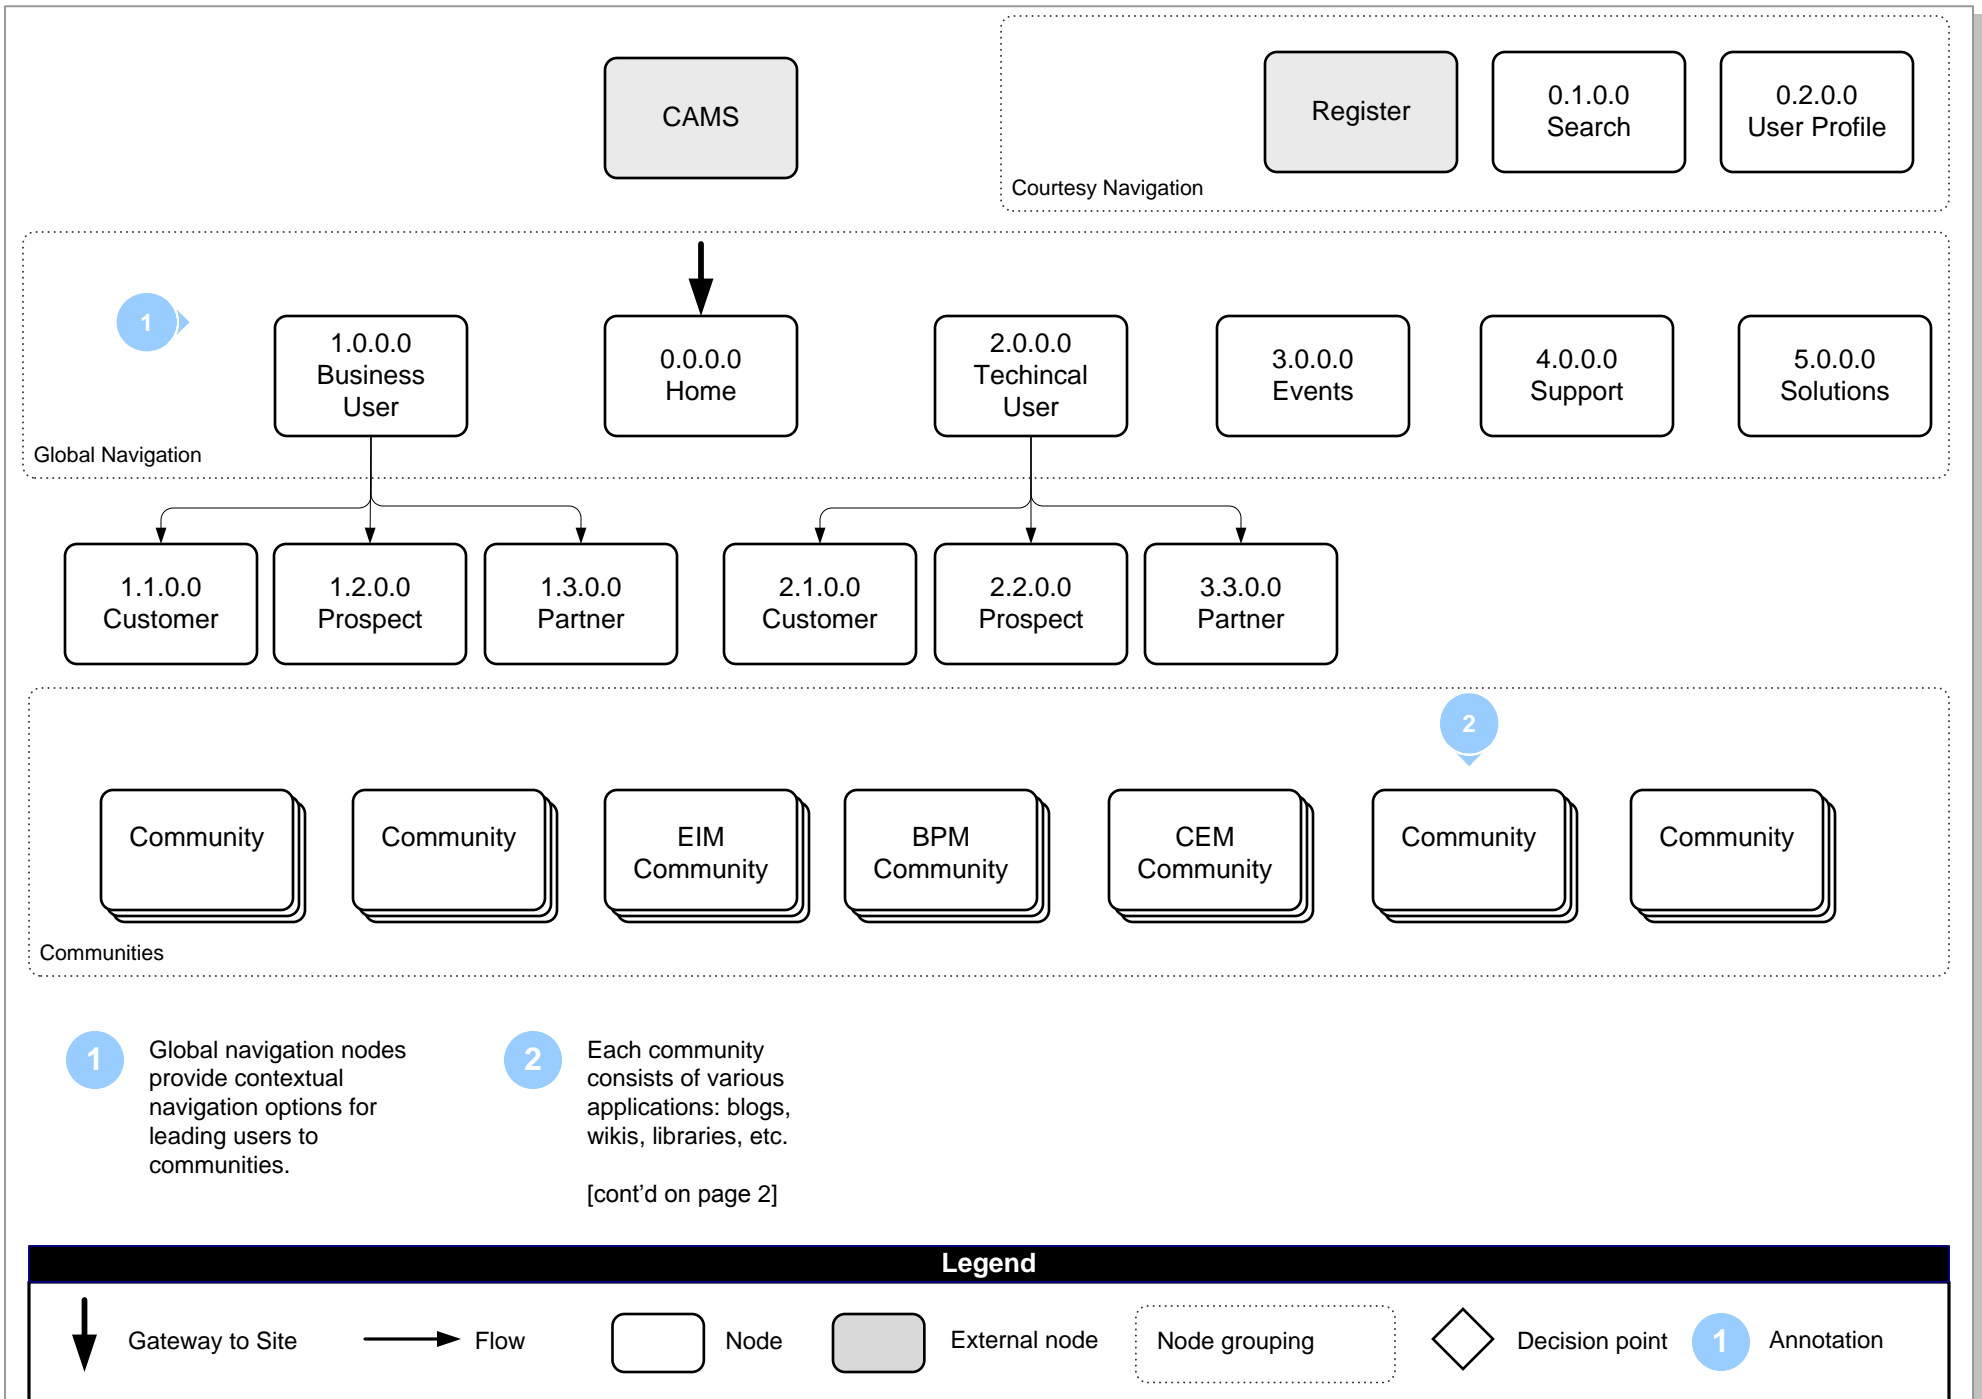 CAMS
Register
0.1.0.0
Search
0.2.0.0
User Profile
Courtesy Navigation
1
1.0.0.0
Business
User
0.0.0.0
Home
2.0.0.0
Techincal
User
3.0.0.0
Events
4.0.0.0
Support
5.0.0.0
Solutions
Global Navigation
1.1.0.0
Customer
1.2.0.0
Prospect
1.3.0.0
Partner
2.1.0.0
Customer
2.2.0.0
Prospect
3.3.0.0
Partner
2
Community
Community
EIM
Community
BPM
Community
CEM
Community
Community
Community
Communities
1
Global navigation nodes
provide contextual
navigation options for
leading users to
communities.
2
Each community
consists of various
applications: blogs,
wikis, libraries, etc.
[cont’d on page 2]
Legend
Gateway to Site
Flow
Node
External node
Node grouping
Decision point
1
Annotation